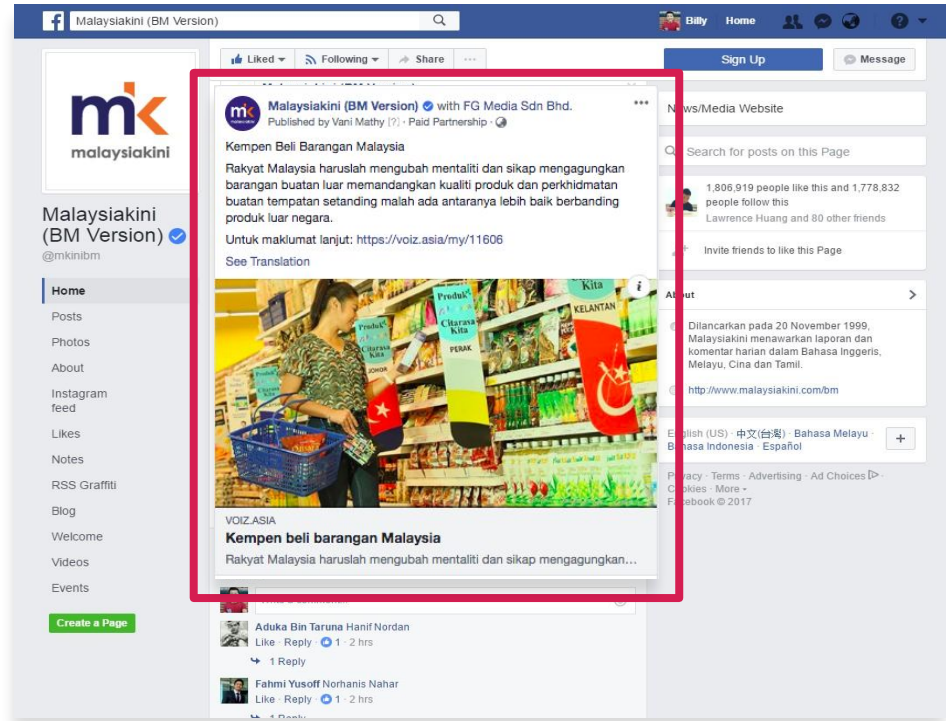 Malaysiakini (BM Version)
Billy Home
Liked Following Share ...
Sign Up
Message
mk
malaysiakini
Malaysiakini
(BM Version)
@mkinibm
Home
Posts
Photos
About
Instagram
feed
Likes
Notes
RSS Graffiti
Blog
Welcome
Videos
Events
Create a Page
mk
Malaysiakini (BM Version) with FG Media Sdn Bhd.
Published by Vani Mathy [?] · Paid Partnership ·
Kempen Beli Barangan Malaysia
Rakyat Malaysia haruslah mengubah mentaliti dan sikap mengagungkan
barangan buatan luar memandangkan kualiti produk dan perkhidmatan
buatan tempatan setanding malah ada antaranya lebih baik berbanding
produk luar negara.
Untuk maklumat lanjut: https://voiz.asia/my/11606
See Translation
Produk
Citarasa
Kita
JOHOR
Produk
Citarasa
Kita
PERAK
Kita
KELANTAN
VOIZ.ASIA
Kempen beli barangan Malaysia
Rakyat Malaysia haruslah mengubah mentaliti dan sikap mengagungkan...
Aduka Bin Taruna Hanif Nordan
Like · Reply · 1 · 2 hrs
1 Reply
Fahmi Yusoff Norhanis Nahar
Like · Reply · 1 · 2 hrs
1 Reply
News/Media Website
Search for posts on this Page
1,806,919 people like this and 1,778,832
people follow this
Lawrence Huang and 80 other friends
Invite friends to like this Page
About
Dilancarkan pada 20 November 1999,
Malaysiakini menawarkan laporan dan
komentar harian dalam Bahasa Inggeris,
Melayu, Cina dan Tamil.
http://www.malaysiakini.com/bm
English (US) · 中文(台灣) · Bahasa Melayu ·
Bahasa Indonesia · Español
Privacy · Terms · Advertising · Ad Choices ·
Cookies · More
Facebook © 2017